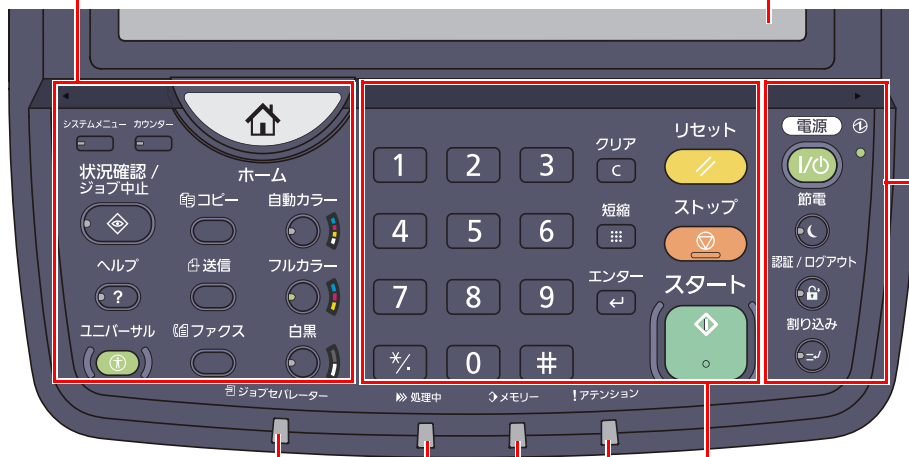 システムメニュー カウンター
状況確認 /
ジョブ中止
ホーム
コピー
自動カラー
ヘルプ
?
送信
フルカラー
ユニバーサル
ファクス
白黒
ジョブセパレーター
1 2 3
クリア
C
リセット
4 5 6
短縮
ストップ
7 8 9
エンター
スタート
*/. 0 #
処理中
メモリー
!アテンション
電源
I/⏻
節電
認証 / ログアウト
割り込み